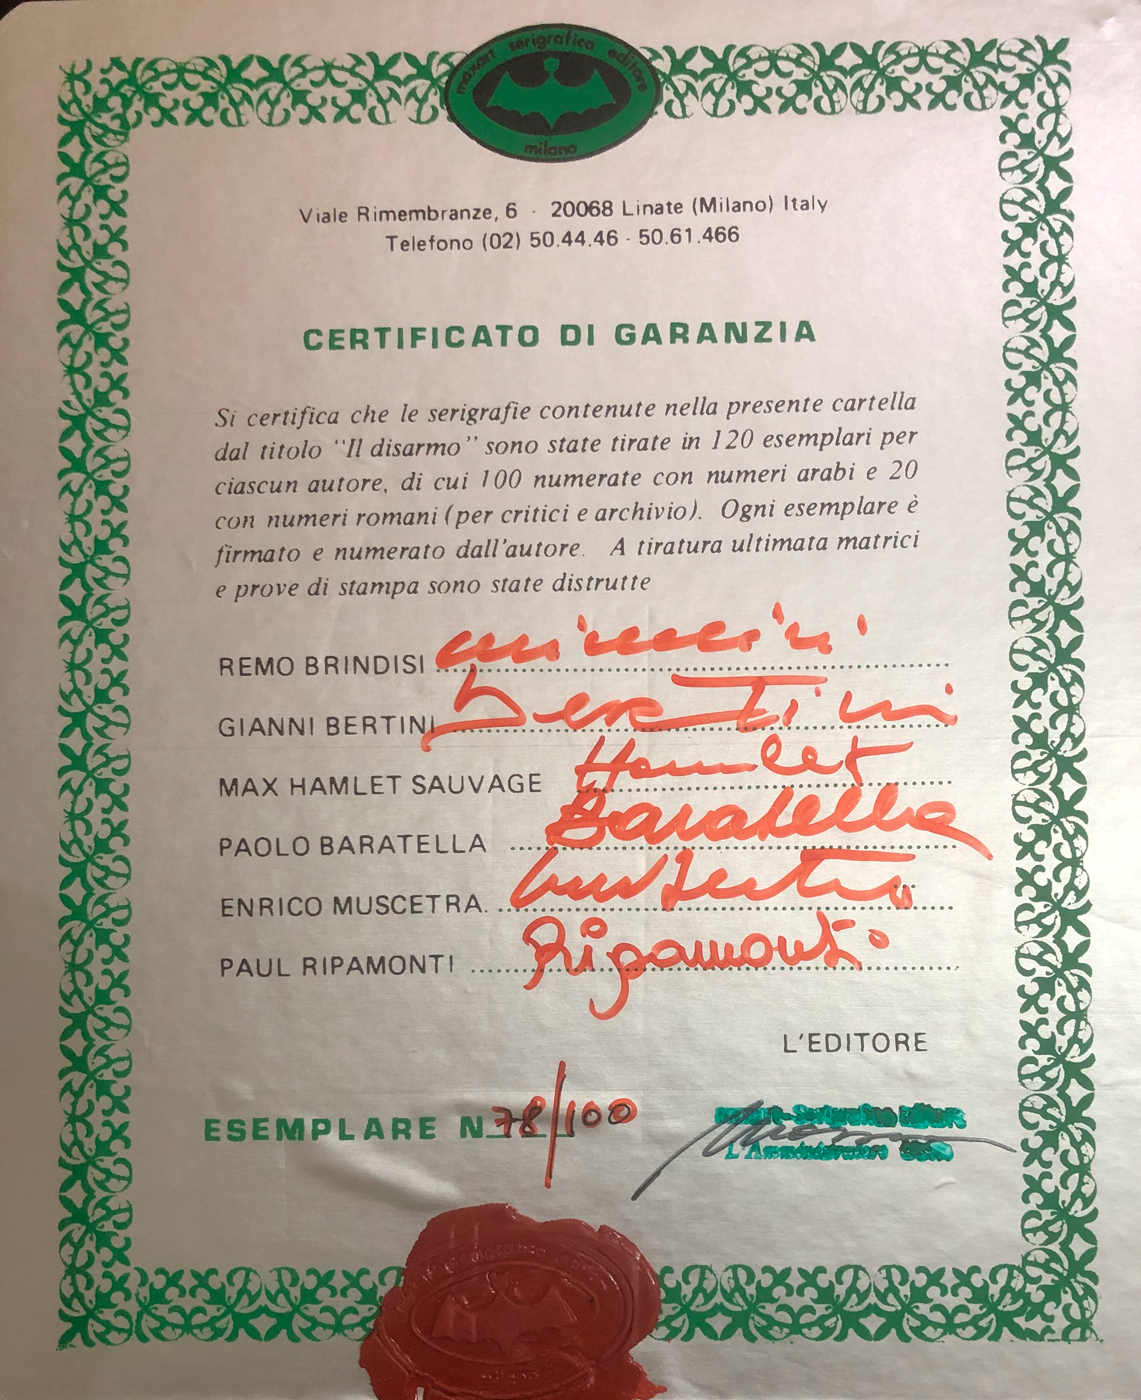 maxart serigrafica editore
milano
Viale Rimembranze, 6 - 20068 Linate (Milano) Italy
Telefono (02) 50.44.46 - 50.61.466
CERTIFICATO DI GARANZIA
Si certifica che le serigrafie contenute nella presente cartella
dal titolo "Il disarmo" sono state tirate in 120 esemplari per
ciascun autore, di cui 100 numerate con numeri arabi e 20
con numeri romani (per critici e archivio). Ogni esemplare è
firmato e numerato dall'autore. A tiratura ultimata matrici
e prove di stampa sono state distrutte
REMO BRINDISI
GIANNI BERTINI Bertini
MAX HAMLET SAUVAGE Hamlet
PAOLO BARATELLA Baratella
ENRICO MUSCETRA.
PAUL RIPAMONTI Ripamonti
L'EDITORE
ESEMPLARE N 78/100
milano